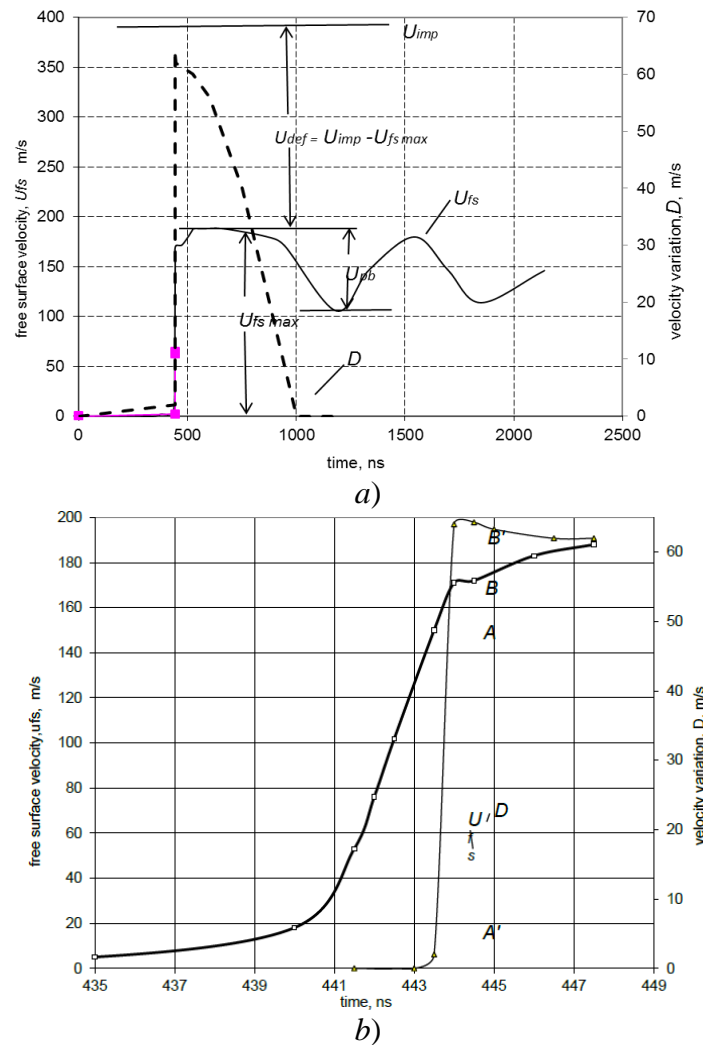 400
350
300
250
200
150
100
50
0
free surface velocity, Ufs m/s
70
60
50
40
30
20
10
0
velocity variation, D, m/s
Uimp
Udef = Uimp -Ufs max
Ufs
Upb
Ufs max
D
0 500 1000 1500 2000 2500
time, ns
a)
200
180
160
140
120
100
80
60
40
20
0
free surface velocity,ufs, m/s
60
50
40
30
20
10
0
velocity variation, D, m/s
B'
B
A
D
A'
435 437 439 441 443 445 447 449
time, ns
b)